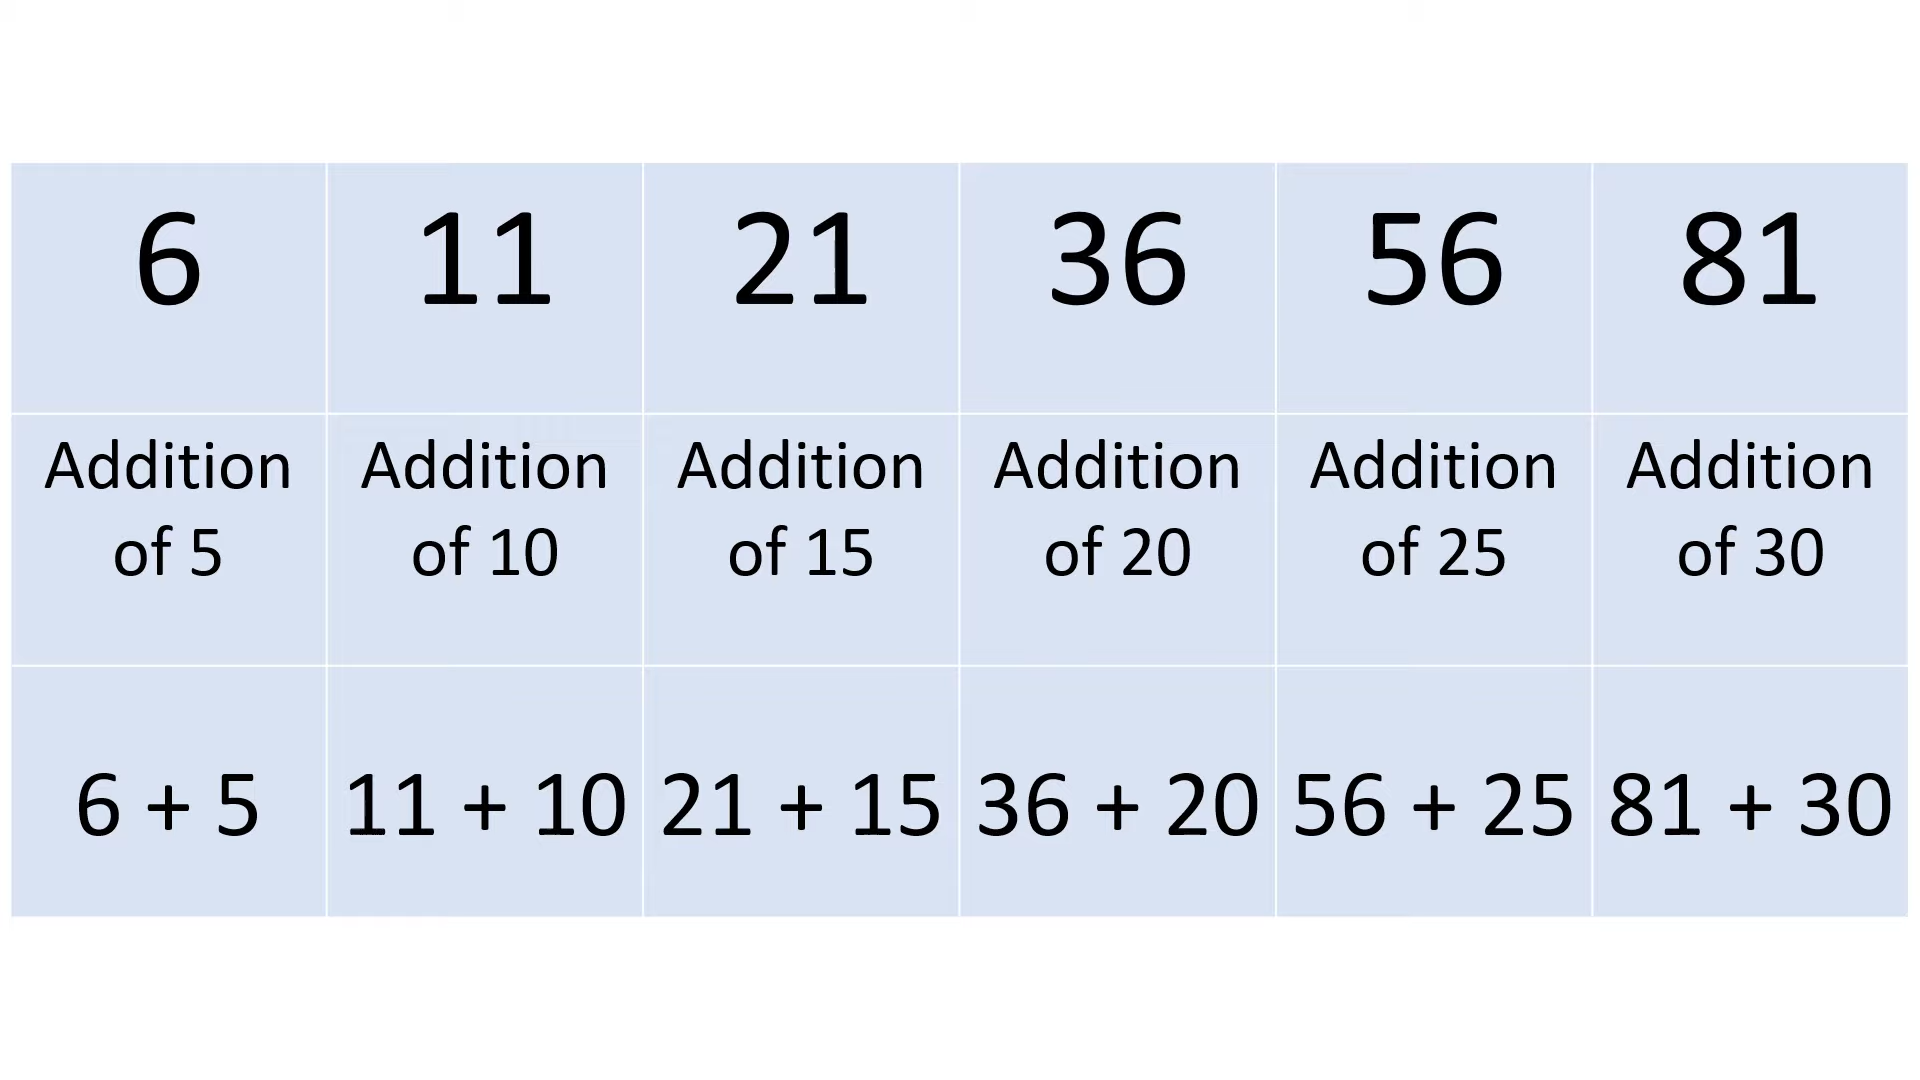 6 11 21 36 56 81
Addition Addition Addition Addition Addition Addition
of 5 of 10 of 15 of 20 of 25 of 30
6 + 5 11 + 10 21 + 15 36 + 20 56 + 25 81 + 30